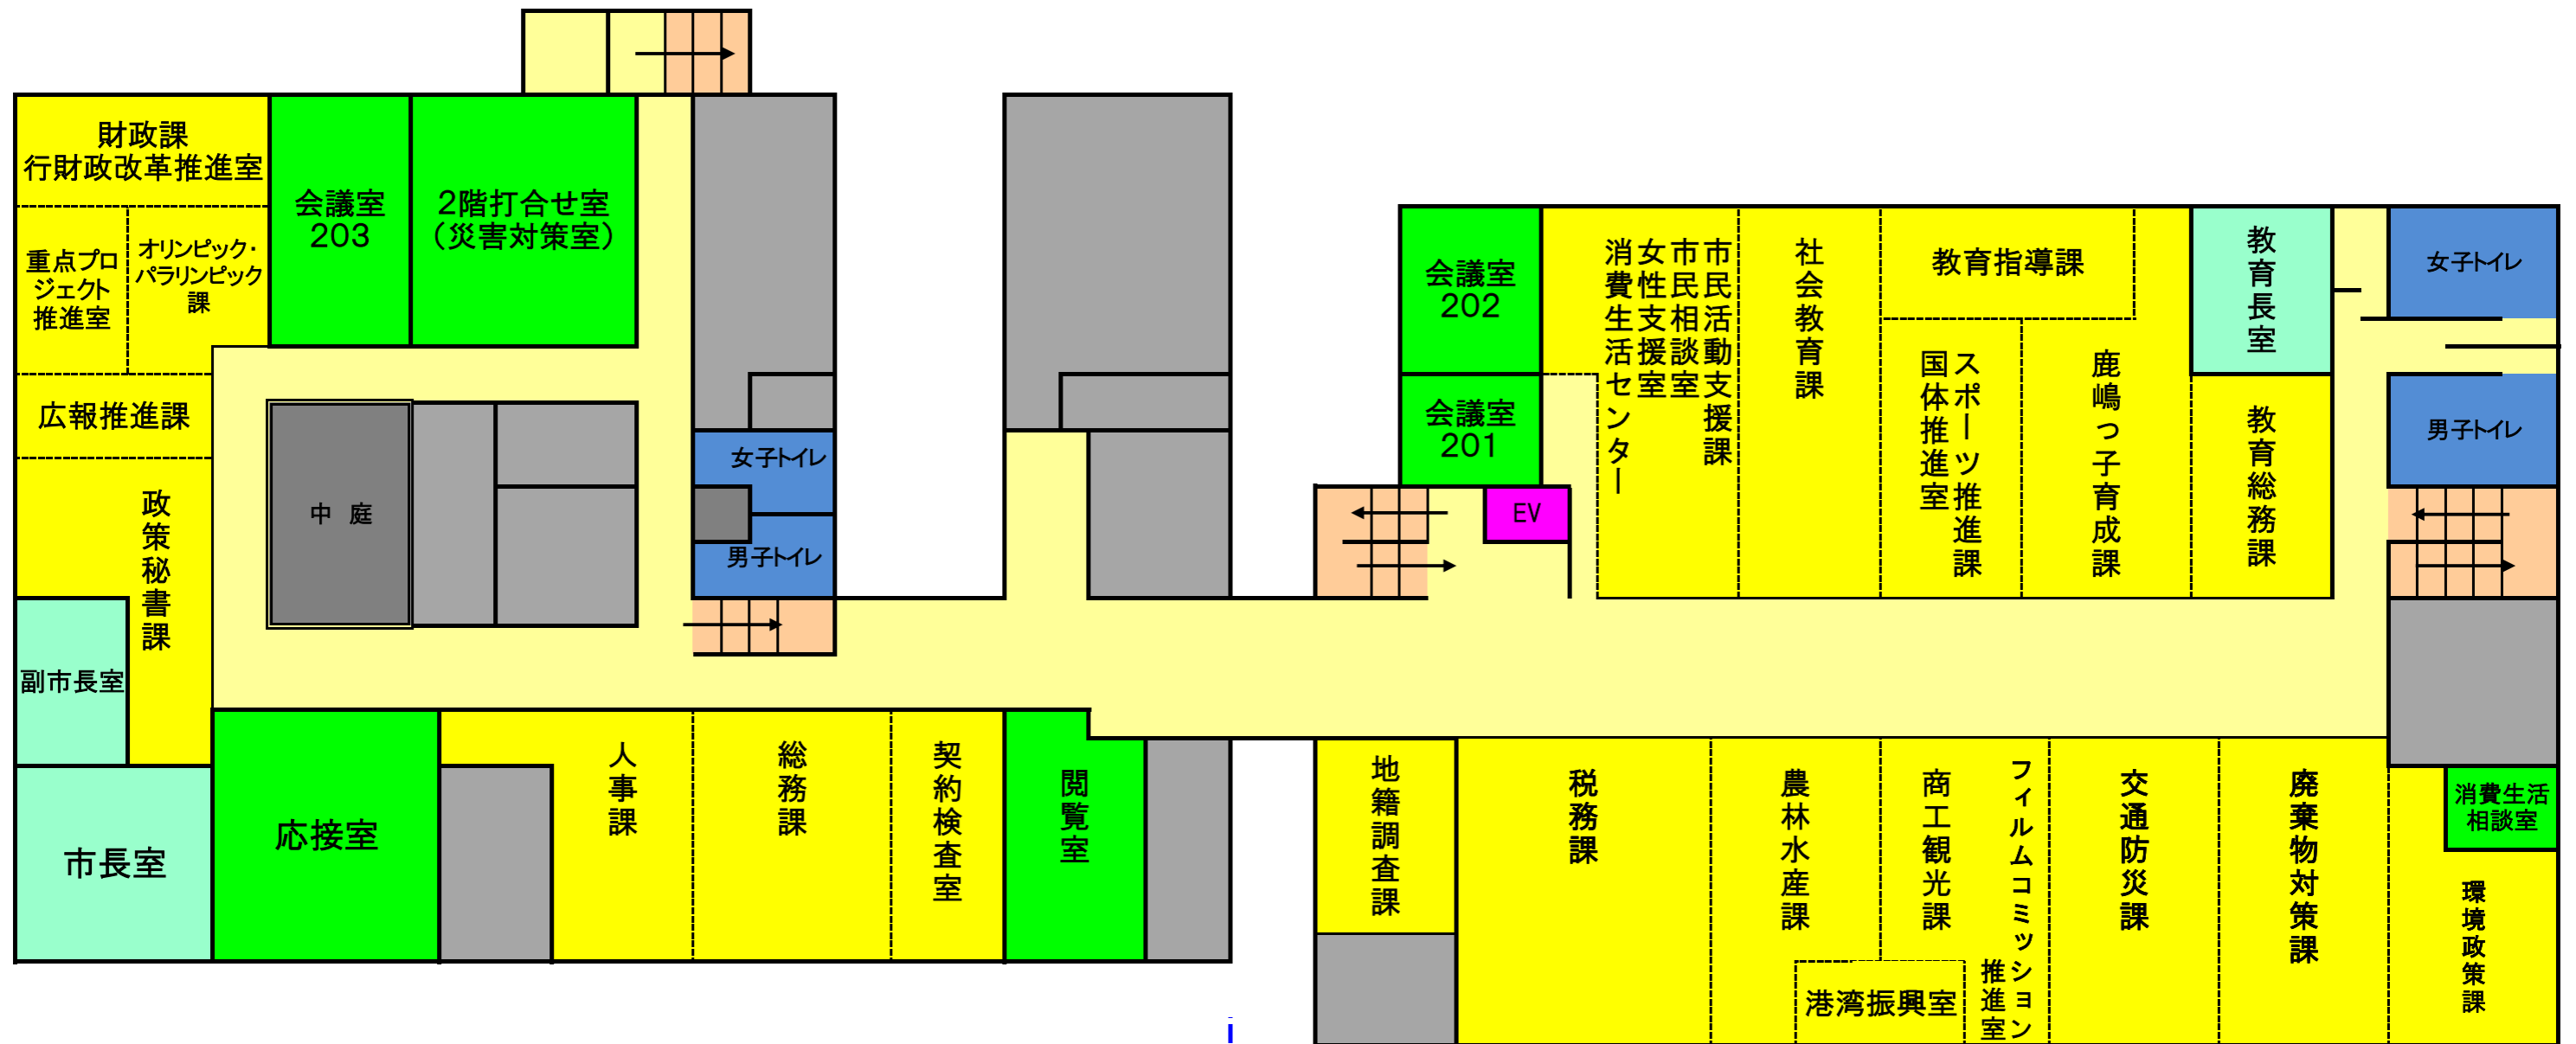 財政課
行財政改革推進室
会議室
203
2階打合せ室
（災害対策室）
重点プロ
ジェクト
推進室
オリンピック・
パラリンピック
課
広報推進課
政策秘書課
中　庭
女子トイレ
男子トイレ
副市長室
市長室
応接室
人事課
総務課
契約検査室
閲覧室
会議室
202
会議室
201
EV
市民活動支援課
市民相談室
女性支援室
消費生活センター
社会教育課
教育指導課
スポーツ推進課
国体推進室
鹿嶋っ子育成課
教育長室
教育総務課
女子トイレ
男子トイレ
地籍調査課
税務課
農林水産課
商工観光課
港湾振興室
フィルムコミッション
推進室
交通防災課
廃棄物対策課
消費生活
相談室
環境政策課